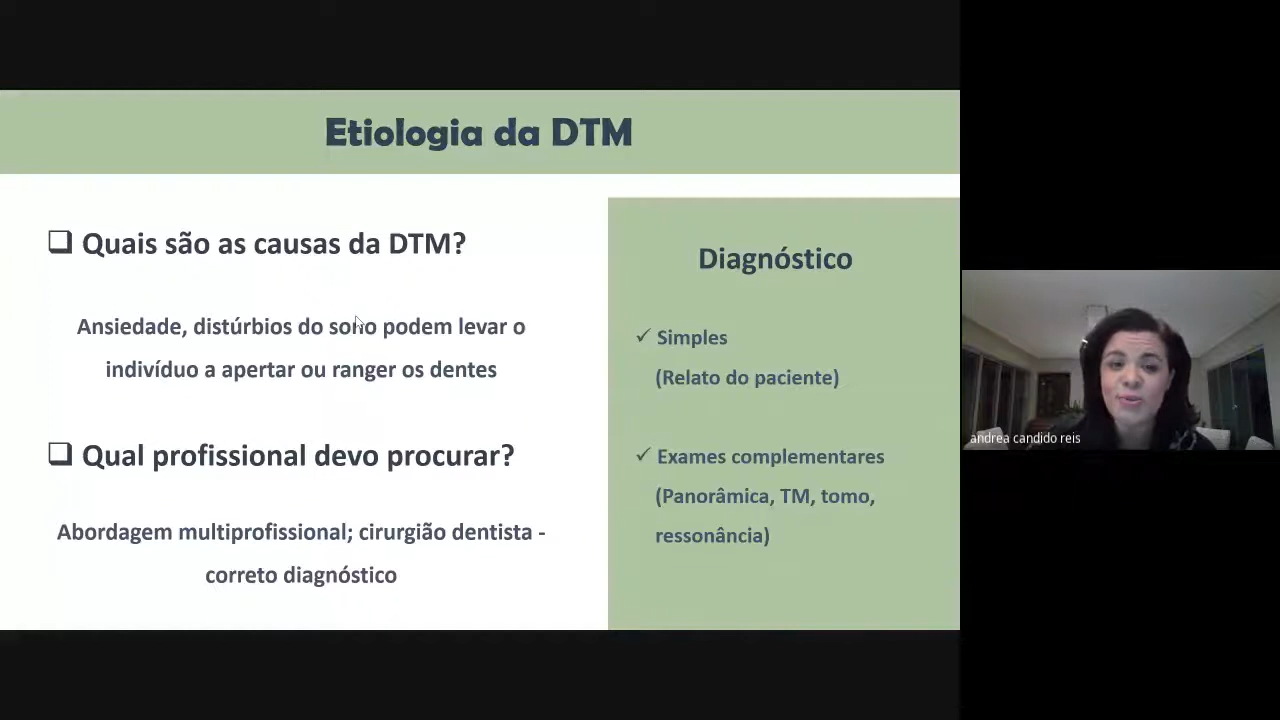 Etiologia da DTM
Quais são as causas da DTM?
Ansiedade, distúrbios do sono podem levar o
indivíduo a apertar ou ranger os dentes
Qual profissional devo procurar?
Abordagem multiprofissional; cirurgião dentista -
correto diagnóstico
Diagnóstico
✓ Simples
(Relato do paciente)
✓ Exames complementares
(Panorâmica, TM, tomo,
ressonância)
andrea candido reis